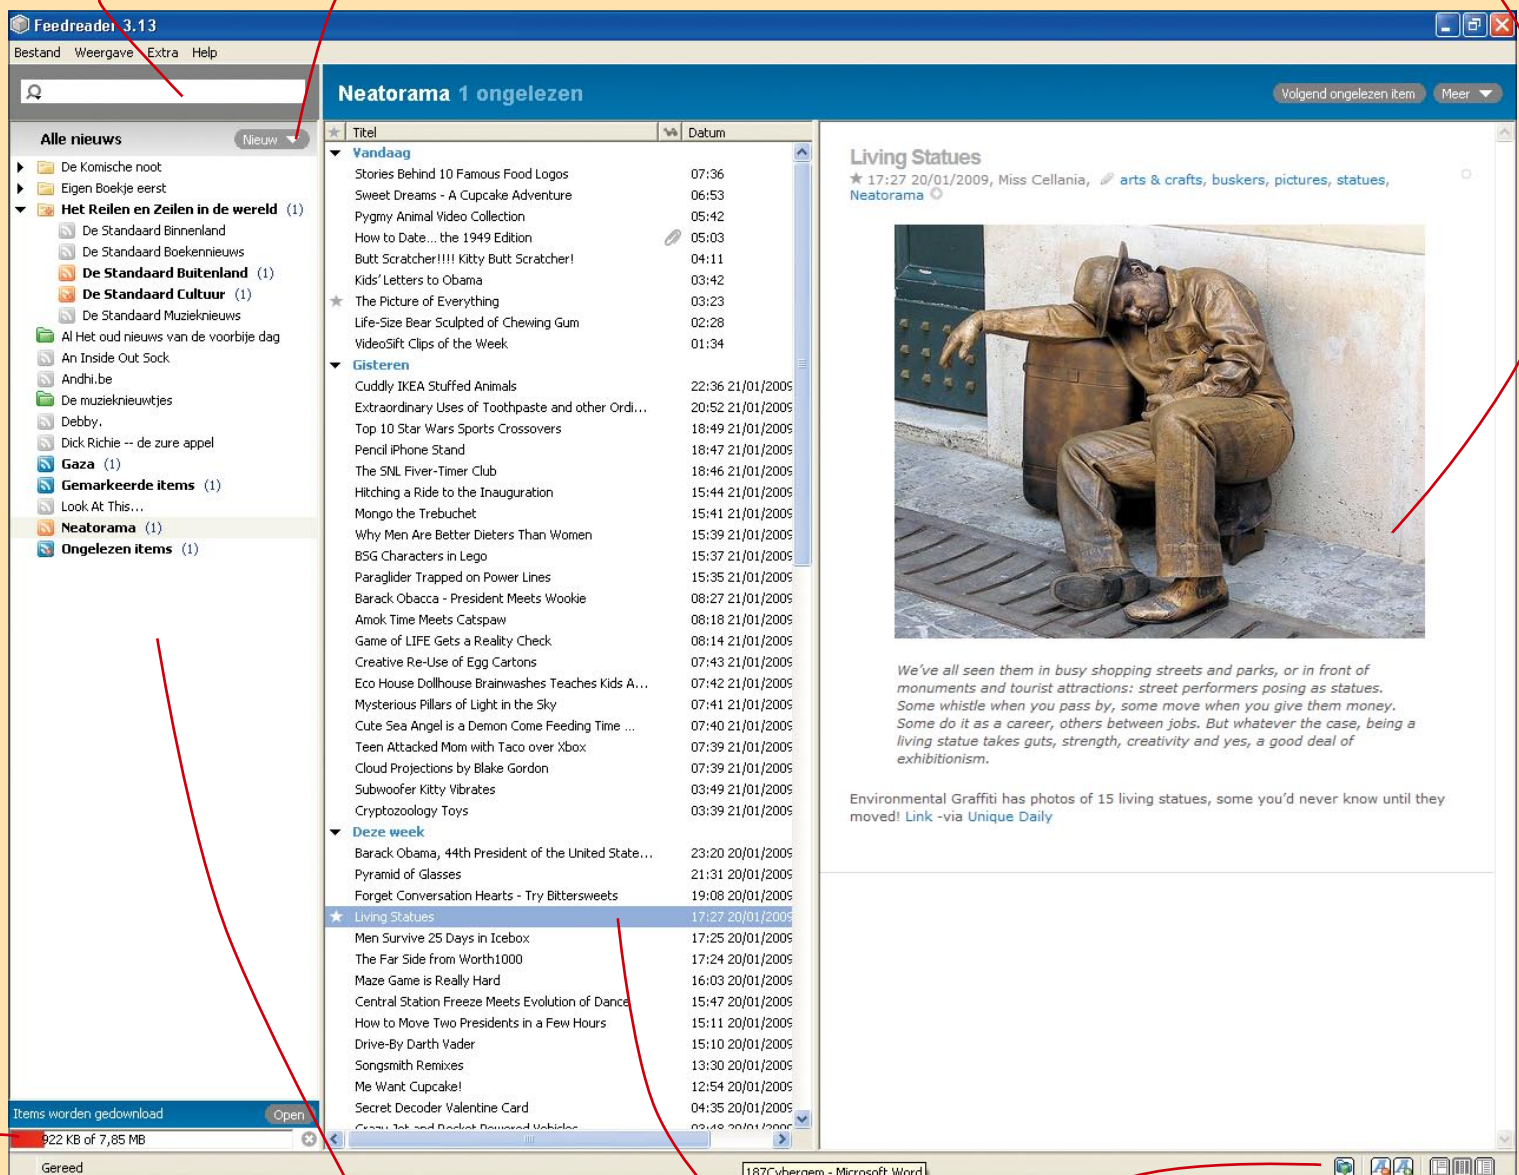 Feedreader 3.13
Bestand Weergave Extra Help
Neatorama 1 ongelezen
Volgend ongelezen item
Meer
Alle nieuws
Nieuw
De Komische noot
Eigen Boekje eerst
Het Reilen en Zeilen in de wereld (1)
De Standaard Binnenland
De Standaard Boekennieuws
De Standaard Buitenland (1)
De Standaard Cultuur (1)
De Standaard Muzieknieuws
Al Het oud nieuws van de voorbije dag
An Inside Out Sock
Andhi.be
De muzieknieuwtjes
Debby.
Dick Richie -- de zure appel
Gaza (1)
Gemarkeerde items (1)
Look At This...
Neatorama (1)
Ongelezen items (1)
Items worden gedownload
Open
922 KB of 7,85 MB
Gereed
Titel Datum
Vandaag
Stories Behind 10 Famous Food Logos 07:36
Sweet Dreams - A Cupcake Adventure 06:53
Pygmy Animal Video Collection 05:42
How to Date... the 1949 Edition 05:03
Butt Scratcher!!!! Kitty Butt Scratcher! 04:11
Kids' Letters to Obama 03:42
The Picture of Everything 03:23
Life-Size Bear Sculpted of Chewing Gum 02:28
VideoSift Clips of the Week 01:34
Gisteren
Cuddly IKEA Stuffed Animals 22:36 21/01/2009
Extraordinary Uses of Toothpaste and other Ordi... 20:52 21/01/2009
Top 10 Star Wars Sports Crossovers 18:49 21/01/2009
Pencil iPhone Stand 18:47 21/01/2009
The SNL Fiver-Timer Club 18:46 21/01/2009
Hitching a Ride to the Inauguration 15:44 21/01/2009
Mongo the Trebuchet 15:41 21/01/2009
Why Men Are Better Dieters Than Women 15:39 21/01/2009
BSG Characters in Lego 15:37 21/01/2009
Paraglider Trapped on Power Lines 15:35 21/01/2009
Barack Obacca - President Meets Wookie 08:27 21/01/2009
Amok Time Meets Catspaw 08:18 21/01/2009
Game of LIFE Gets a Reality Check 08:14 21/01/2009
Creative Re-Use of Egg Cartons 07:43 21/01/2009
Eco House Dollhouse Brainwashes Teaches Kids A... 07:42 21/01/2009
Mysterious Pillars of Light in the Sky 07:41 21/01/2009
Cute Sea Angel is a Demon Come Feeding Time ... 07:40 21/01/2009
Teen Attacked Mom with Taco over Xbox 07:39 21/01/2009
Cloud Projections by Blake Gordon 07:39 21/01/2009
Subwoofer Kitty Vibrates 03:49 21/01/2009
Cryptozoology Toys 03:39 21/01/2009
Deze week
Barack Obama, 44th President of the United State... 23:20 20/01/2009
Pyramid of Glasses 21:31 20/01/2009
Forget Conversation Hearts - Try Bittersweets 19:08 20/01/2009
Living Statues 17:27 20/01/2009
Men Survive 25 Days in Icebox 17:25 20/01/2009
The Far Side from Worth1000 17:24 20/01/2009
Maze Game is Really Hard 16:03 20/01/2009
Central Station Freeze Meets Evolution of Dance 15:47 20/01/2009
How to Move Two Presidents in a Few Hours 15:11 20/01/2009
Drive-By Darth Vader 15:10 20/01/2009
Songsmith Remixes 13:30 20/01/2009
Me Want Cupcake! 12:54 20/01/2009
Secret Decoder Valentine Card 04:35 20/01/2009
Crazy Jet and Rocket Powered Vehicles 03:48 20/01/2009
Living Statues
17:27 20/01/2009, Miss Cellania, arts & crafts, buskers, pictures, statues,
Neatorama
We've all seen them in busy shopping streets and parks, or in front of
monuments and tourist attractions: street performers posing as statues.
Some whistle when you pass by, some move when you give them money.
Some do it as a career, others between jobs. But whatever the case, being a
living statue takes guts, strength, creativity and yes, a good deal of
exhibitionism.
Environmental Graffiti has photos of 15 living statues, some you'd never know until they
moved! Link -via Unique Daily
187Cybergem - Microsoft Word